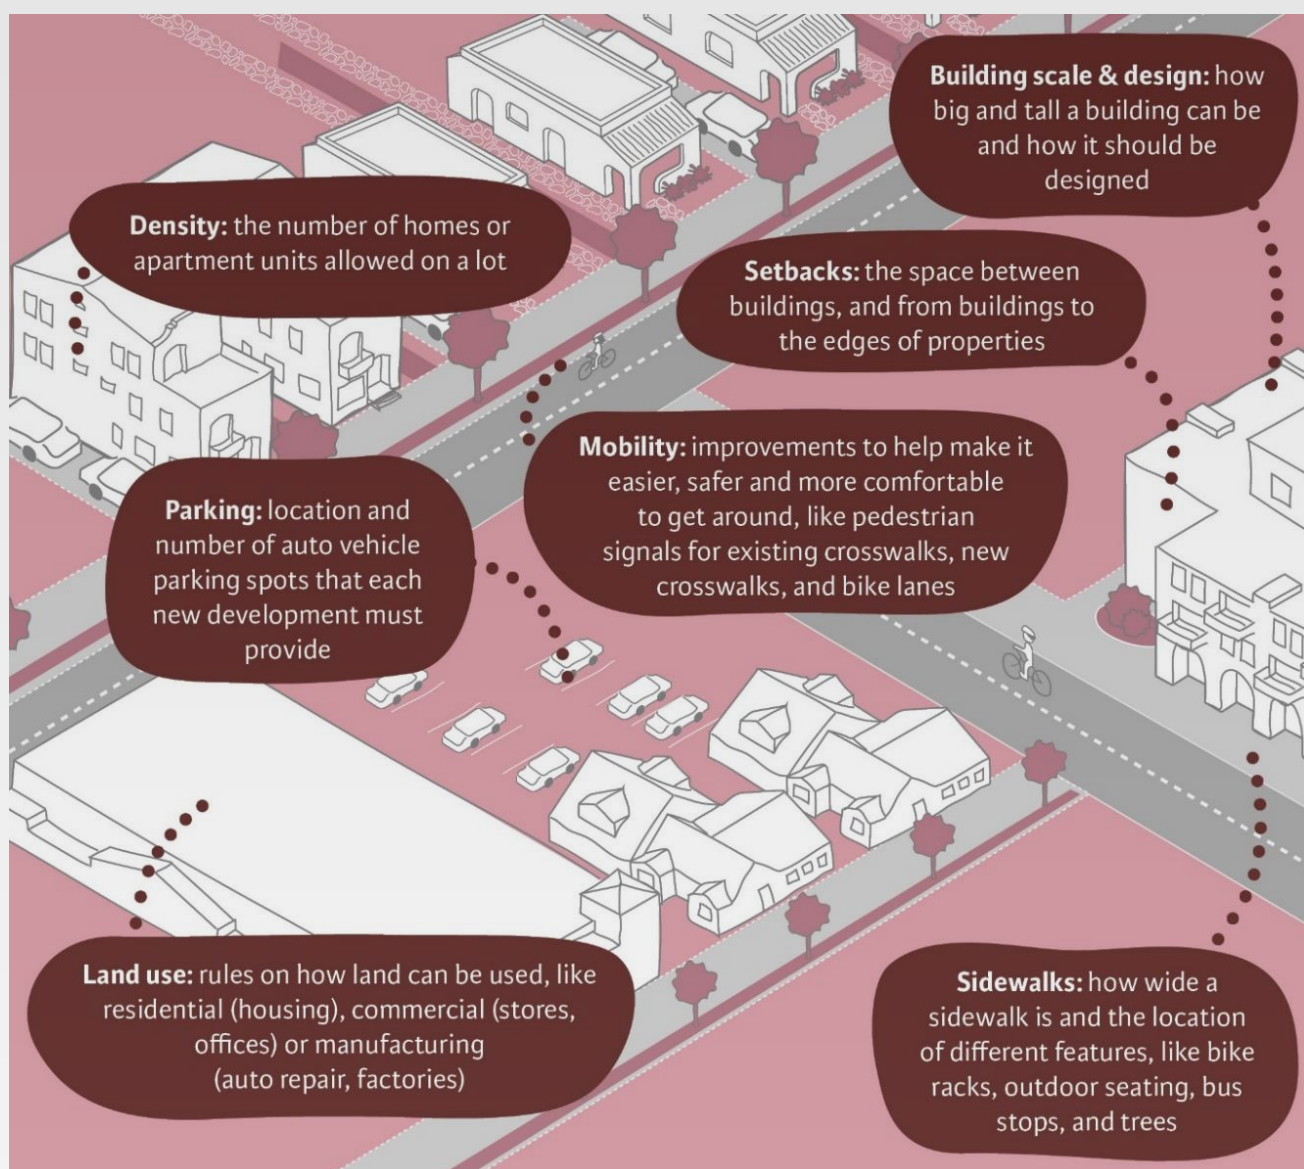 Building scale & design: how
big and tall a building can be
and how it should be
designed
Density: the number of homes or
apartment units allowed on a lot
Setbacks: the space between
buildings, and from buildings to
the edges of properties
Mobility: improvements to help make it
easier, safer and more comfortable
to get around, like pedestrian
signals for existing crosswalks, new
crosswalks, and bike lanes
Parking: location and
number of auto vehicle
parking spots that each
new development must
provide
Land use: rules on how land can be used, like
residential (housing), commercial (stores,
offices) or manufacturing
(auto repair, factories)
Sidewalks: how wide a
sidewalk is and the location
of different features, like bike
racks, outdoor seating, bus
stops, and trees